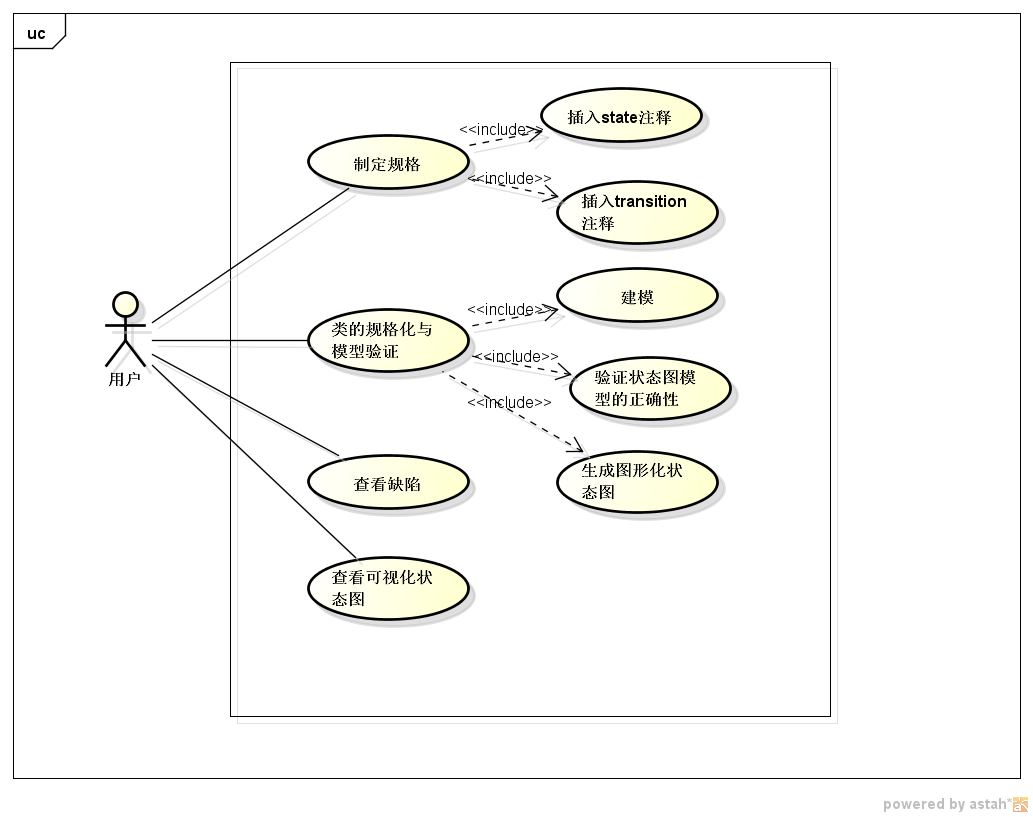 uc
<<include>>
插入state注释
制定规格
<<include>>
插入transition
注释
<<include>>
建模
类的规格化与
模型验证
<<include>>
验证状态图模
型的正确性
用户
<<include>>
生成图形化状
态图
查看缺陷
查看可视化状
态图
powered by astah*